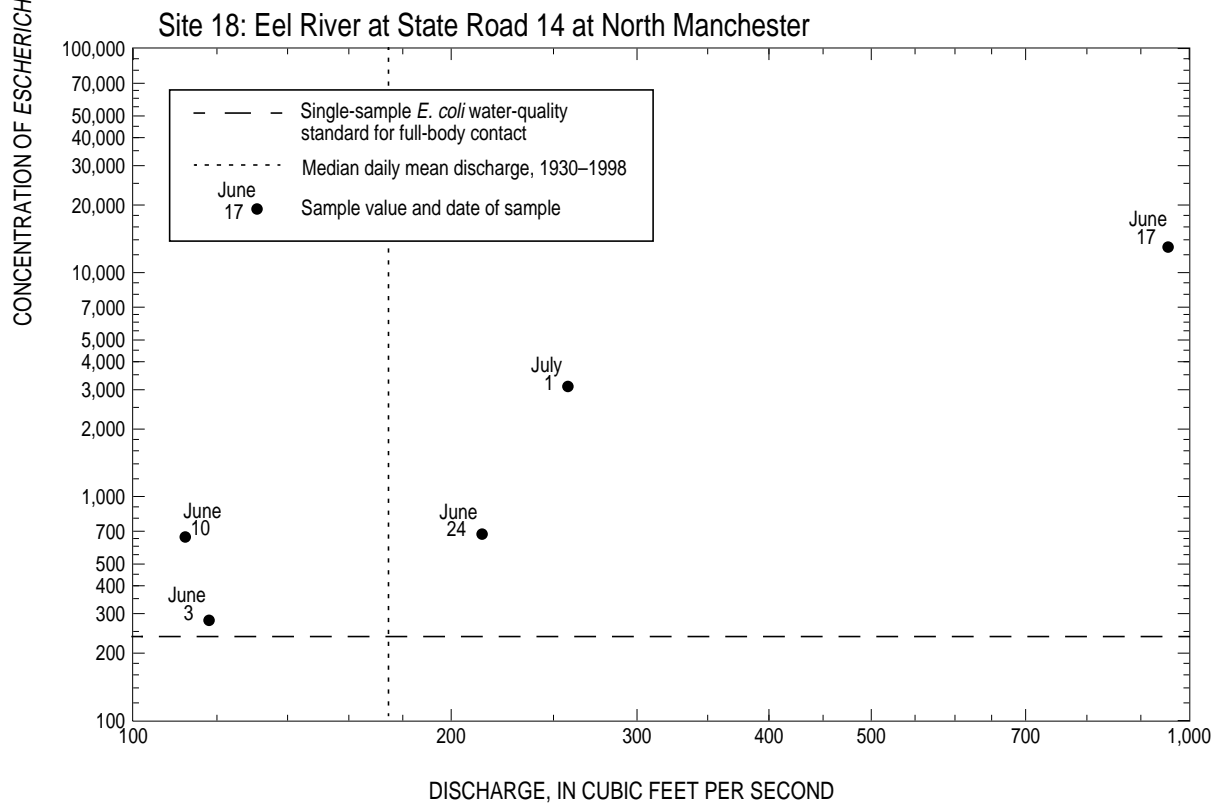 Site 18: Eel River at State Road 14 at North Manchester
CONCENTRATION OF ESCHERICH
100,000
70,000
50,000
40,000
30,000
20,000
10,000
7,000
5,000
4,000
3,000
2,000
1,000
700
500
400
300
200
100
Single-sample E. coli water-quality
standard for full-body contact
Median daily mean discharge, 1930–1998
June
17
Sample value and date of sample
June
17
July
1
June
24
June
10
June
3
100
200
300
400
500
700
1,000
DISCHARGE, IN CUBIC FEET PER SECOND